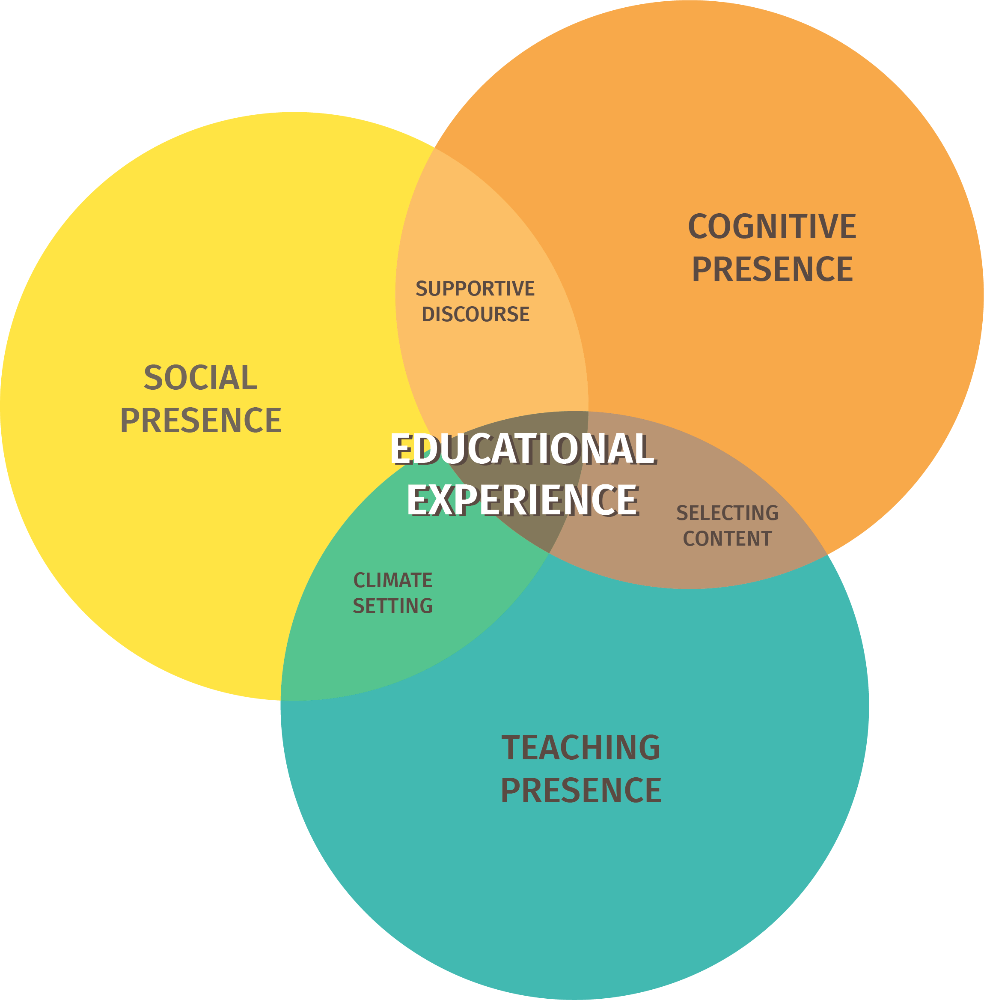 COGNITIVE
PRESENCE
SUPPORTIVE
DISCOURSE
SOCIAL
PRESENCE
EDUCATIONAL
EXPERIENCE
SELECTING
CONTENT
CLIMATE
SETTING
TEACHING
PRESENCE